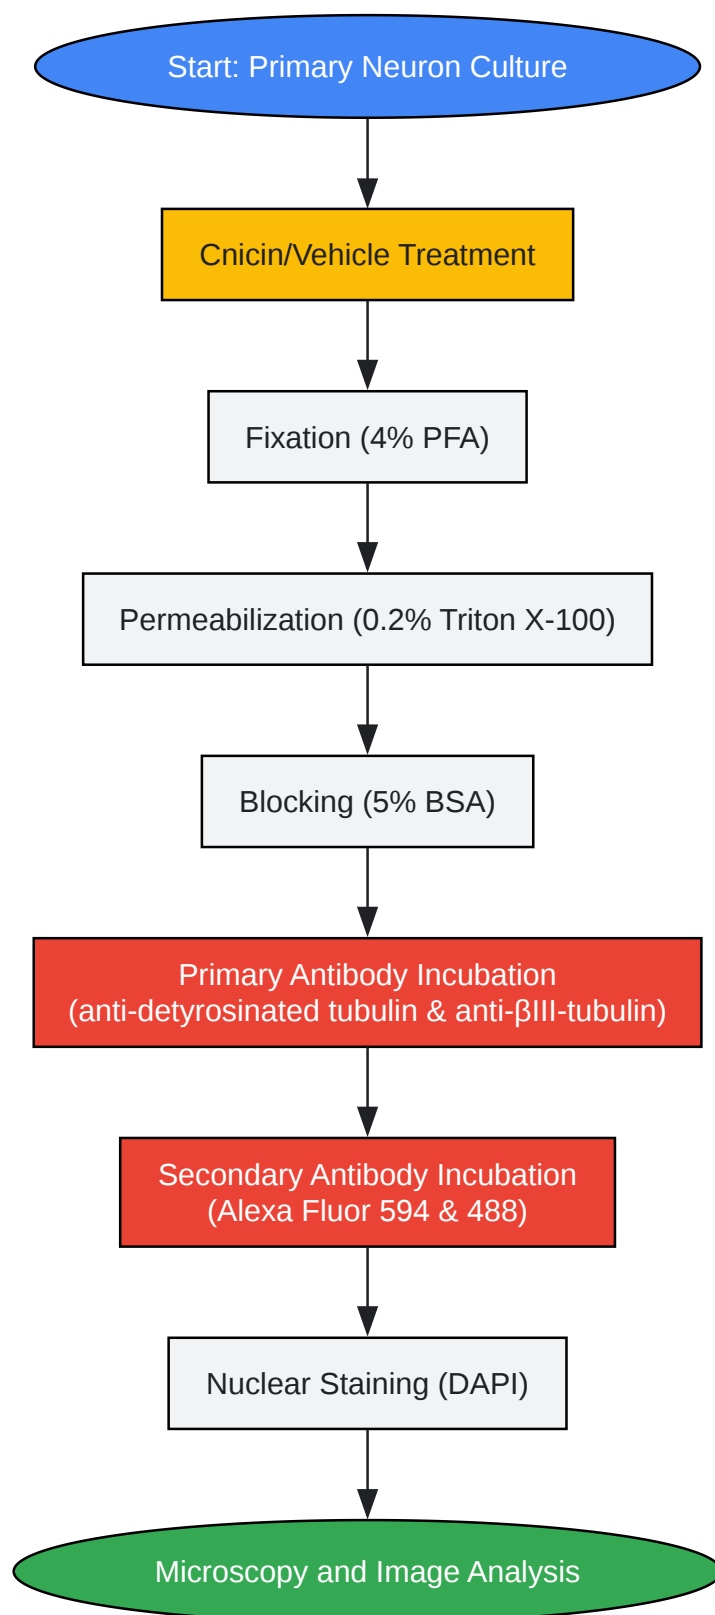 Start: Primary Neuron Culture
Cnicin/Vehicle Treatment
Fixation (4% PFA)
Permeabilization (0.2% Triton X-100)
Blocking (5% BSA)
Primary Antibody Incubation
(anti-detyrosinated tubulin & anti-βIII-tubulin)
Secondary Antibody Incubation
(Alexa Fluor 594 & 488)
Nuclear Staining (DAPI)
Microscopy and Image Analysis